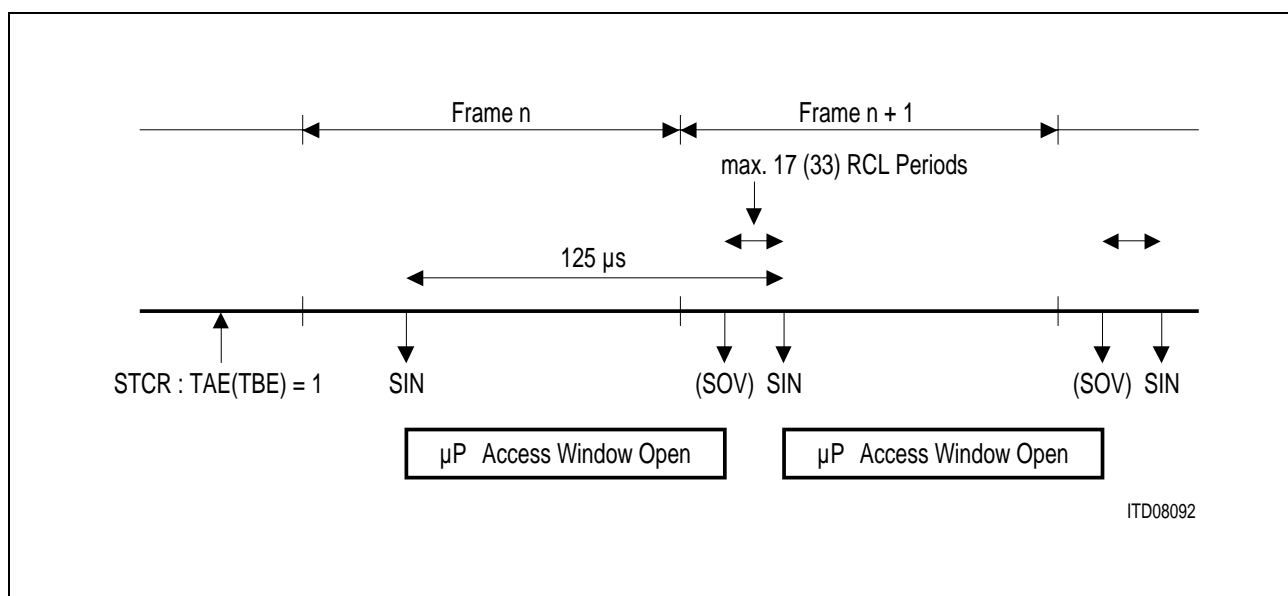 Frame n
Frame n + 1
max. 17 (33) RCL Periods
125 µs
STCR : TAE(TBE) = 1
SIN
(SOV) SIN
(SOV) SIN
µP Access Window Open
µP Access Window Open
ITD08092